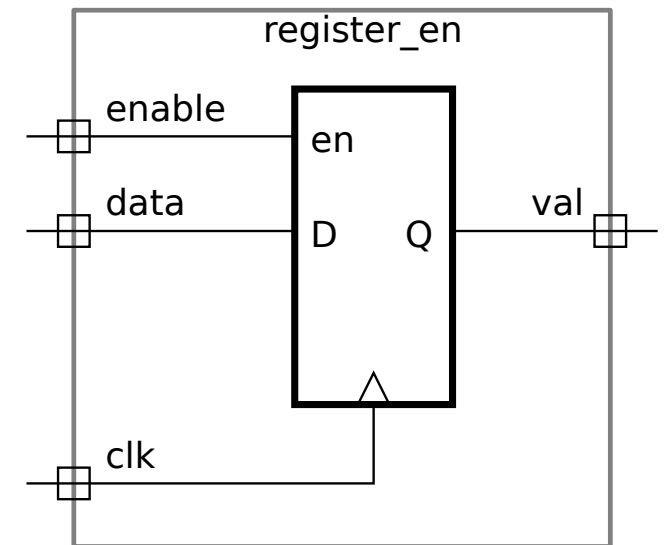 register_en
enable
en
data
val
D
Q
clk